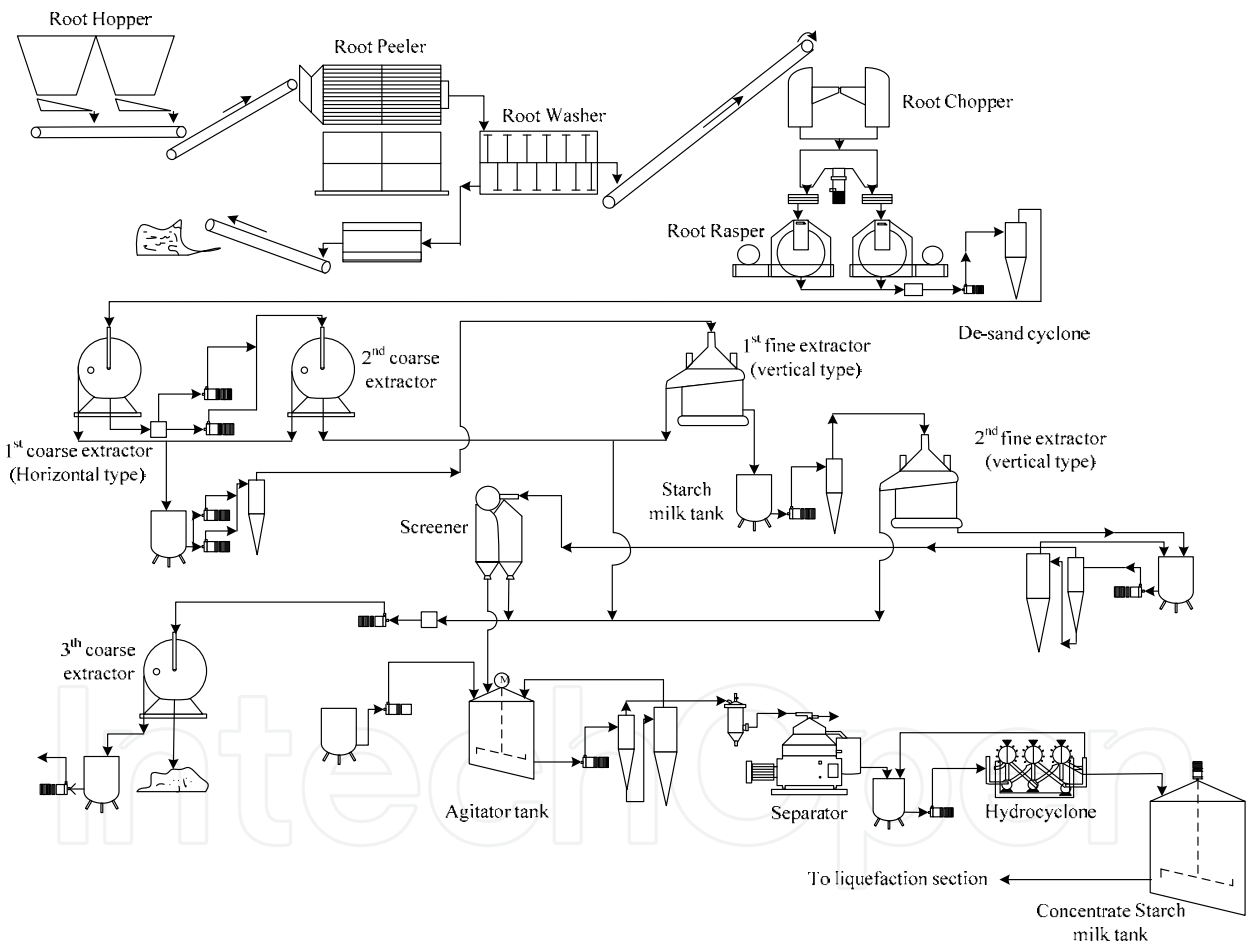 Root Hopper
Root Peeler
Root Washer
Root Chopper
Root Rasper
De-sand cyclone
2nd coarse
extractor
1st fine extractor
(vertical type)
1st coarse extractor
(Horizontal type)
2nd fine extractor
(vertical type)
Starch
milk tank
Screener
3th coarse
extractor
M
Agitator tank
Separator
Hydrocyclone
To liquefaction section
Concentrate Starch
milk tank
IntechOpen